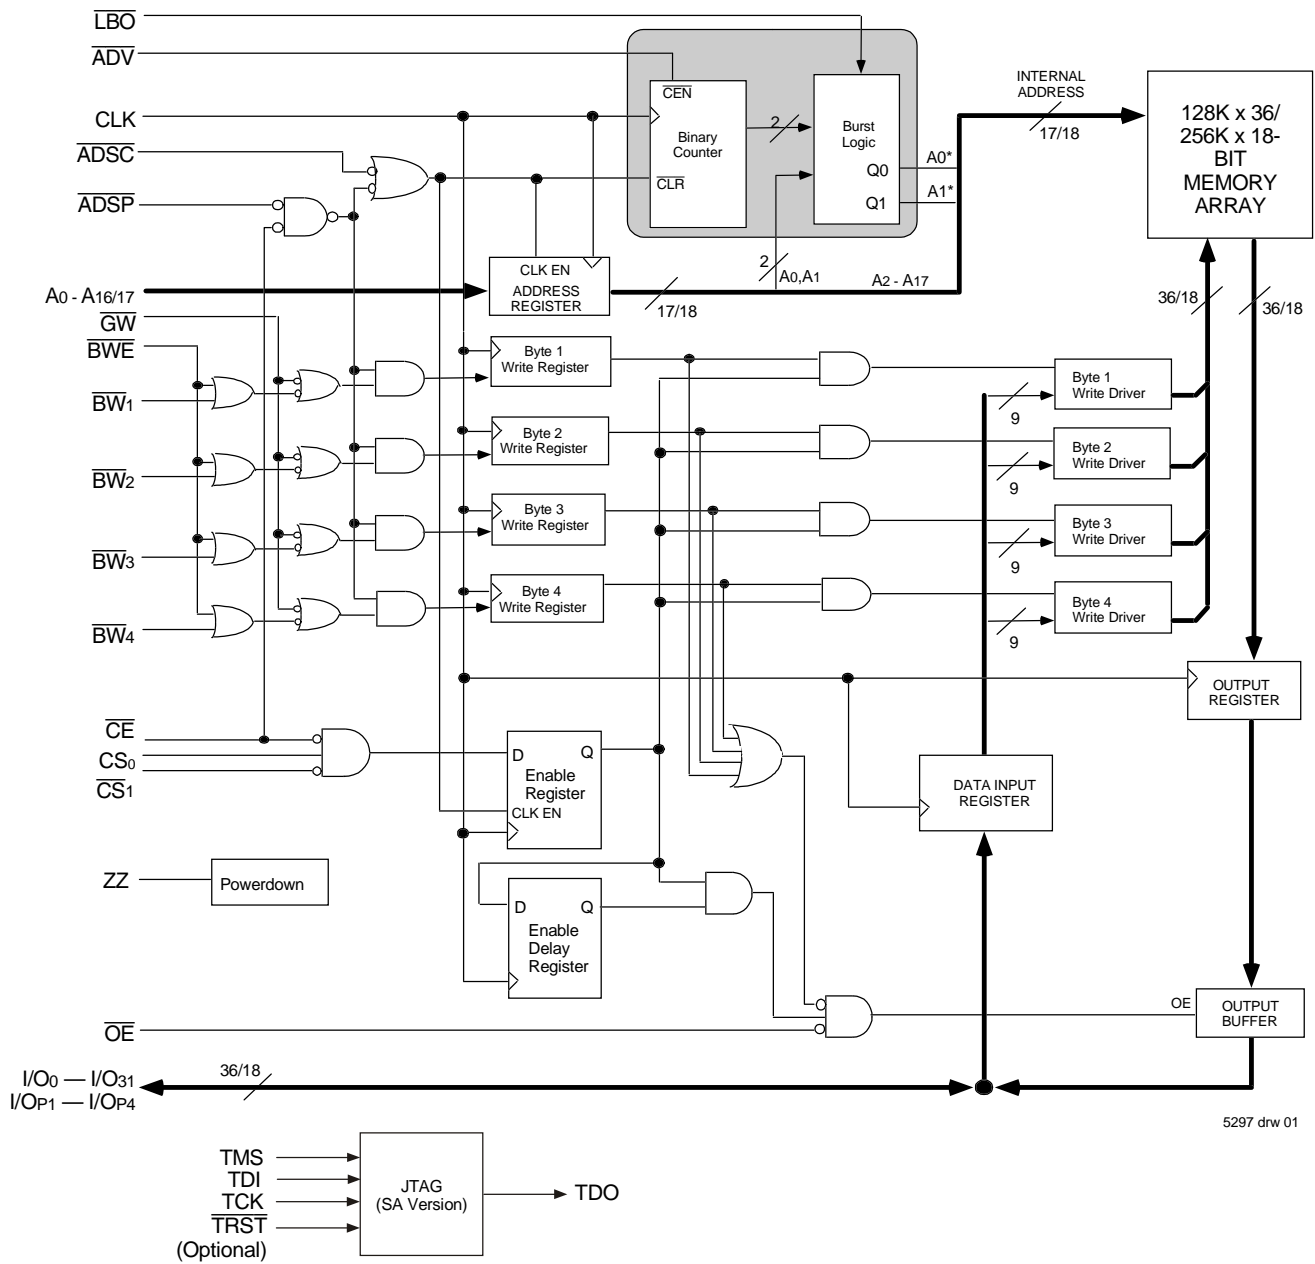 LBO
ADV
CLK
ADSC
ADSP
CEN
Binary
Counter
CLR
2
Burst
Logic
Q0
Q1
A0*
A1*
INTERNAL
ADDRESS
17/18
128K x 36/
256K x 18-
BIT
MEMORY
ARRAY
2
A0,A1
A2 - A17
CLK EN
ADDRESS
REGISTER
17/18
A0 - A16/17
GW
BWE
BW1
BW2
BW3
BW4
36/18
36/18
Byte 1
Write Register
Byte 2
Write Register
Byte 3
Write Register
Byte 4
Write Register
9
Byte 1
Write Driver
9
Byte 2
Write Driver
9
Byte 3
Write Driver
9
Byte 4
Write Driver
OUTPUT
REGISTER
CE
CS0
CS1
D
Q
Enable
Register
CLK EN
DATA INPUT
REGISTER
ZZ
Powerdown
D
Q
Enable
Delay
Register
OE
OE
OUTPUT
BUFFER
I/O0 — I/O31
I/OP1 — I/OP4
36/18
5297 drw 01
TMS
TDI
TCK
TRST
(Optional)
JTAG
(SA Version)
TDO